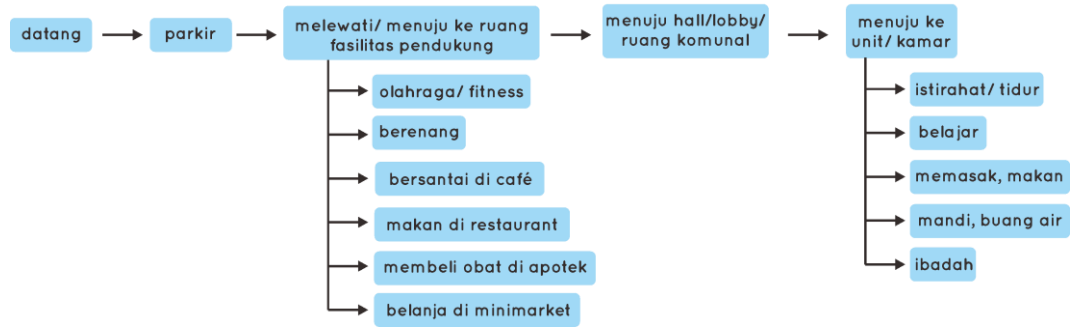 datang
parkir
melewati/ menuju ke ruang
fasilitas pendukung
menuju hall/lobby/
ruang komunal
menuju ke
unit/ kamar
olahraga/ fitness
berenang
bersantai di café
makan di restaurant
membeli obat di apotek
belanja di minimarket
istirahat/ tidur
belajar
memasak, makan
mandi, buang air
ibadah